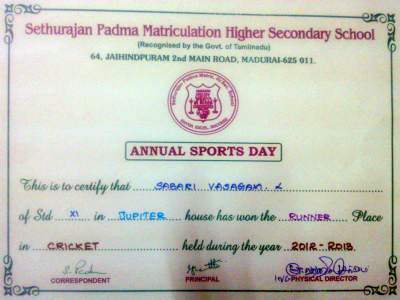 Sethurajan Padma Matriculation Higher Secondary School
(Recognised by the Govt. of Tamilnadu)
64, JAIHINDPURAM 2nd MAIN ROAD, MADURAI-625 011.
ANNUAL SPORTS DAY
This is to certify that SABARI VASAGAM. L
of Std XI in JUPITER house has won the RUNNER Place
in CRICKET held during the year 2012-2013
CORRESPONDENT PRINCIPAL PHYSICAL DIRECTOR